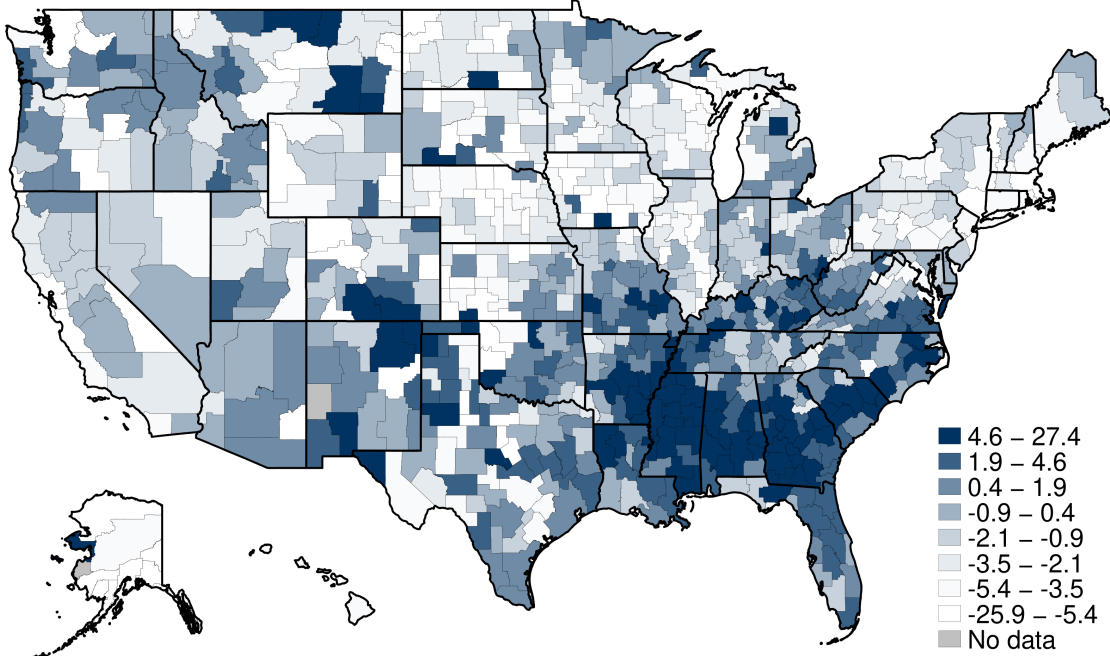 4.6 – 27.4
1.9 – 4.6
0.4 – 1.9
-0.9 – 0.4
-2.1 – -0.9
-3.5 – -2.1
-5.4 – -3.5
-25.9 – -5.4
No data